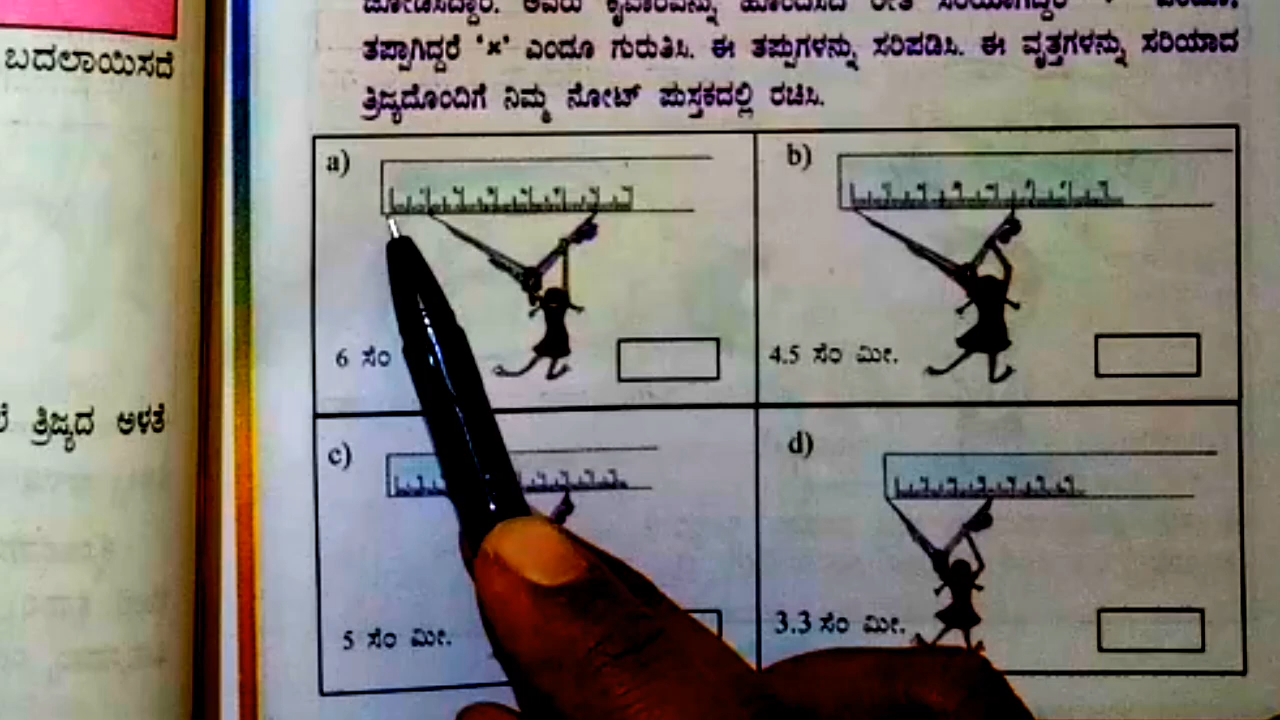 ಬದಲಾಯಿಸದೆ
ತಪ್ಪಾಗಿದ್ದರೆ '×' ಎಂದೂ ಗುರುತಿಸಿ. ಈ ತಪ್ಪುಗಳನ್ನು ಸರಿಪಡಿಸಿ. ಈ ವೃತ್ತಗಳನ್ನು ಸರಿಯಾದ
ತ್ರಿಜ್ಯದೊಂದಿಗೆ ನಿಮ್ಮ ನೋಟ್ ಪುಸ್ತಕದಲ್ಲಿ ರಚಿಸಿ.
a)
b)
6 ಸೆಂ
4.5 ಸೆಂ ಮೀ.
ತ್ರಿಜ್ಯದ ಅಳತೆ
c)
d)
5 ಸೆಂ ಮೀ.
3.3 ಸೆಂ ಮೀ.